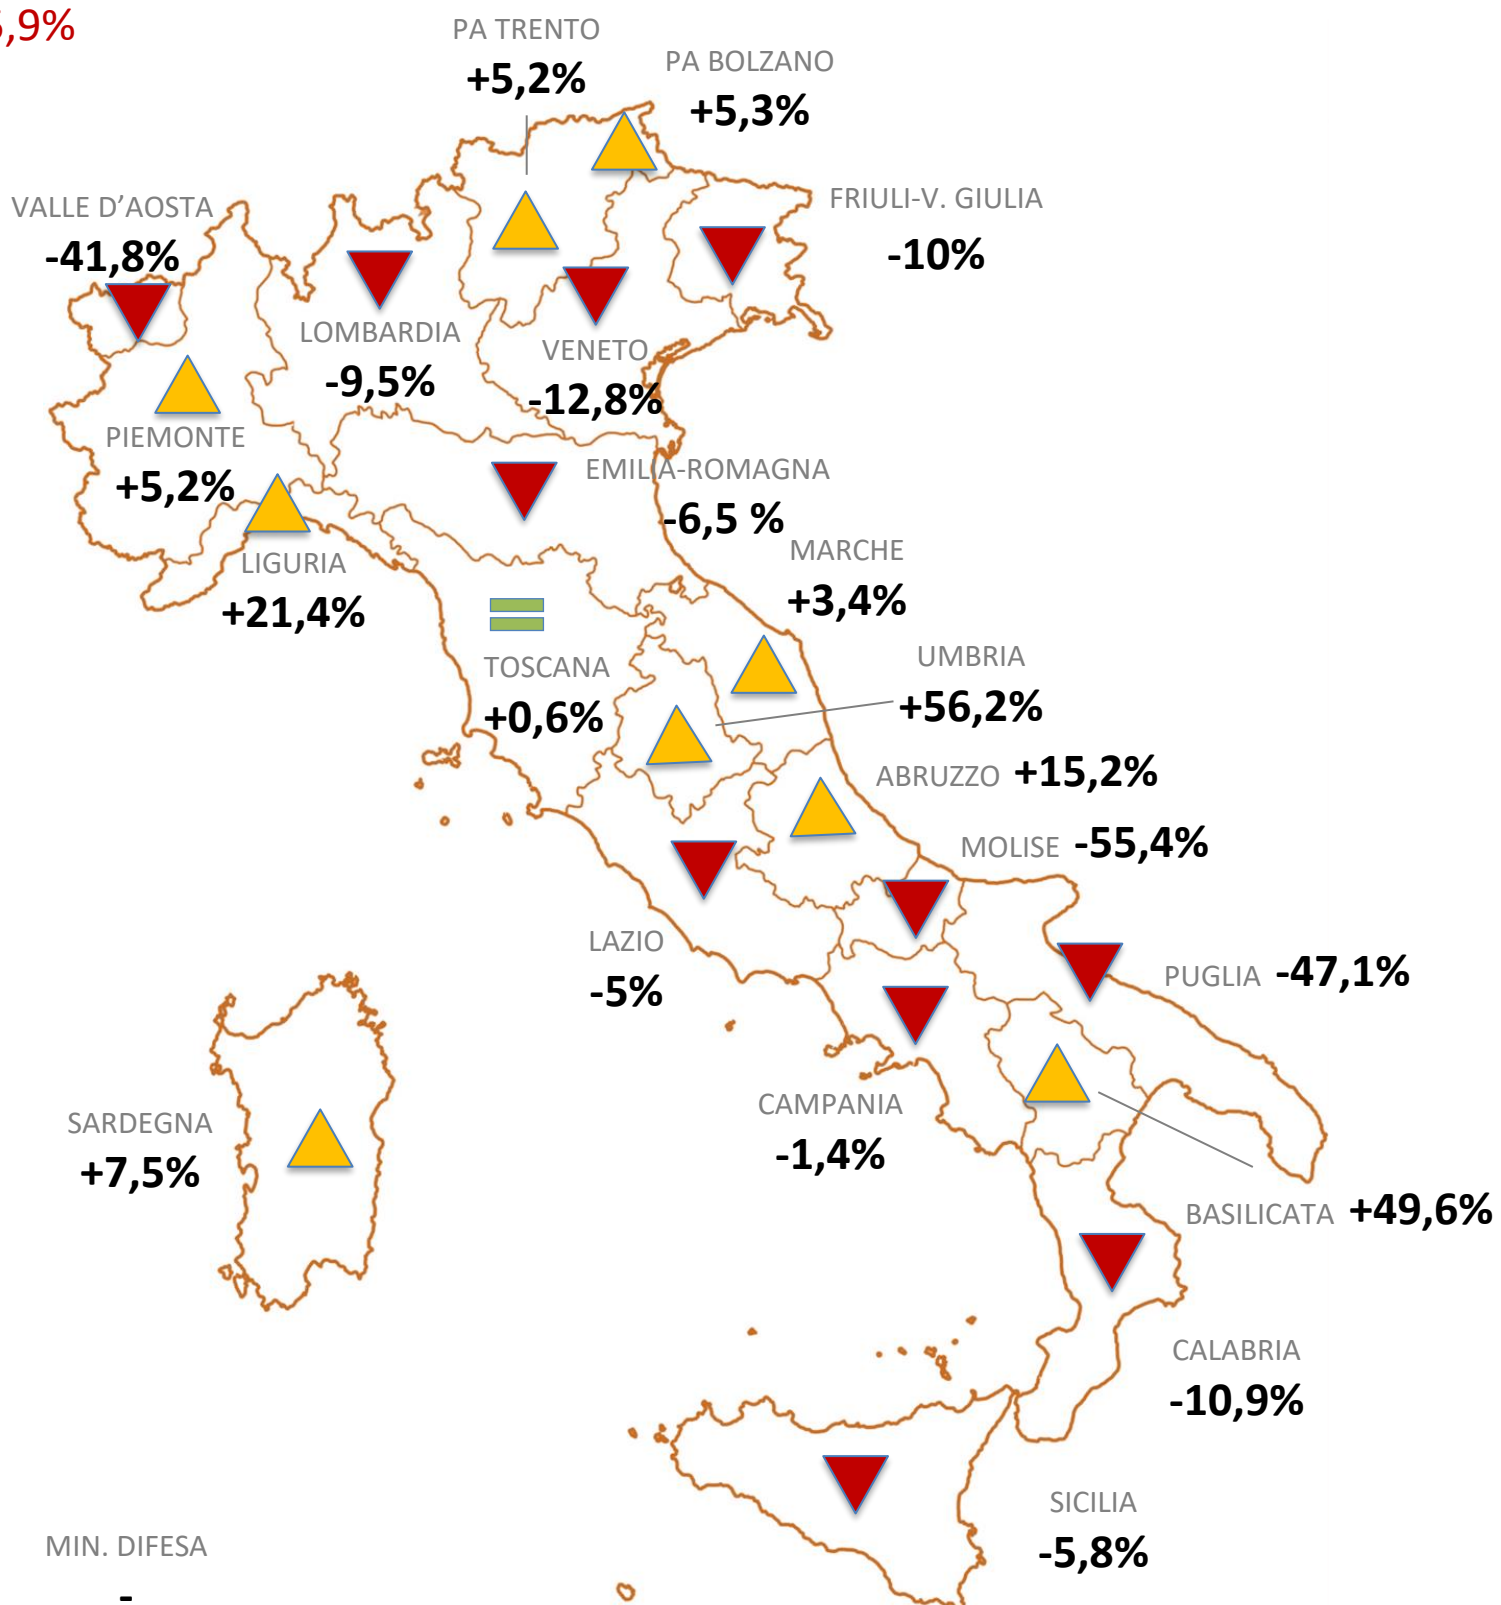 ,9%
PA TRENTO
+5,2%
PA BOLZANO
+5,3%
VALLE D’AOSTA
-41,8%
FRIULI-V. GIULIA
-10%
LOMBARDIA
-9,5%
VENETO
-12,8%
PIEMONTE
+5,2%
EMILIA-ROMAGNA
-6,5 %
LIGURIA
+21,4%
MARCHE
+3,4%
TOSCANA
+0,6%
UMBRIA
+56,2%
ABRUZZO +15,2%
MOLISE -55,4%
LAZIO
-5%
PUGLIA -47,1%
CAMPANIA
-1,4%
SARDEGNA
+7,5%
BASILICATA +49,6%
CALABRIA
-10,9%
SICILIA
-5,8%
MIN. DIFESA
-